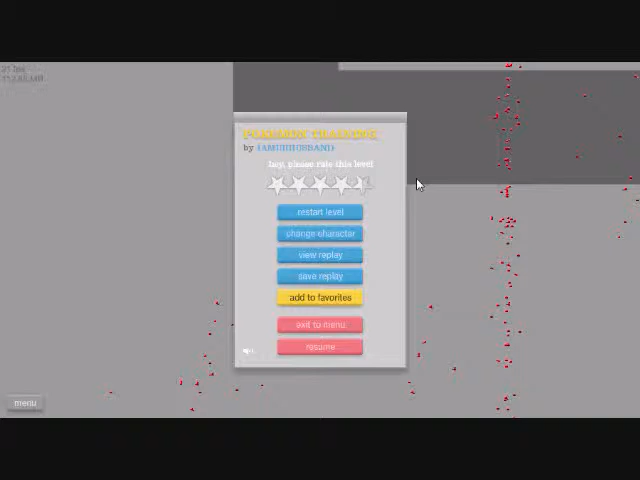 POKEMON TRAINING
by IAMURHUSBAND
hey, please rate this level
restart level
change character
view replay
save replay
add to favorites
exit to menu
resume
menu